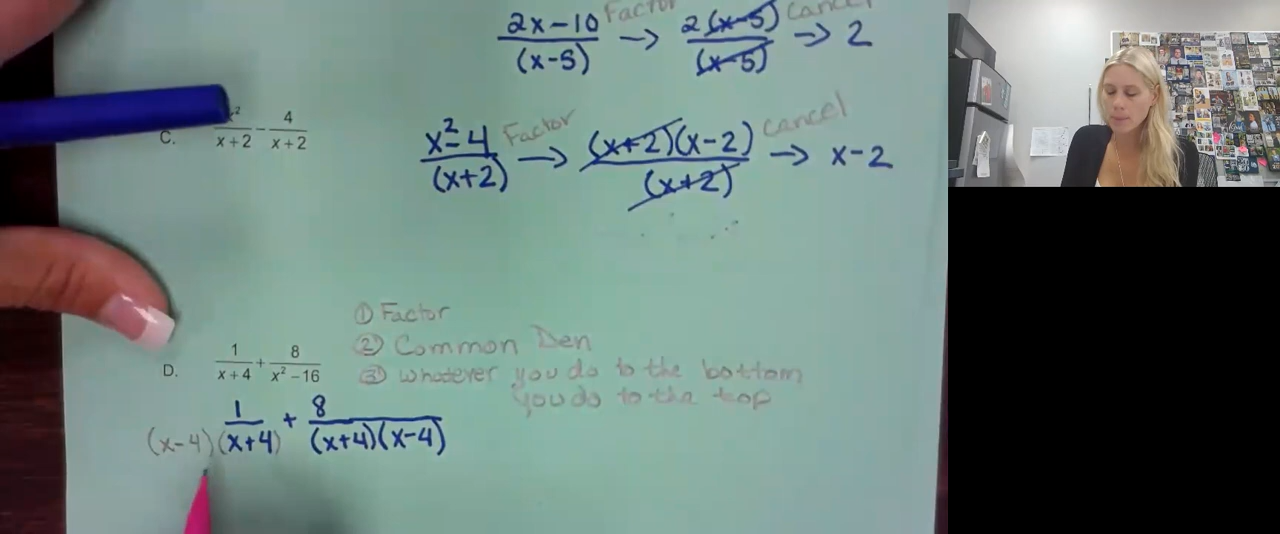 2x-10 Factor 2(x-5) Cancel
(x-5) → (x-5) → 2
C. x² - 4
x+2 x+2
x²-4 Factor (x+2)(x-2) Cancel
(x+2) → (x+2) → x-2
① Factor
② Common Den
③ Whatever you do to the bottom
you do to the top
D. 1 + 8
x+4 x²-16
1 + 8
(x-4)(x+4) (x+4)(x-4)